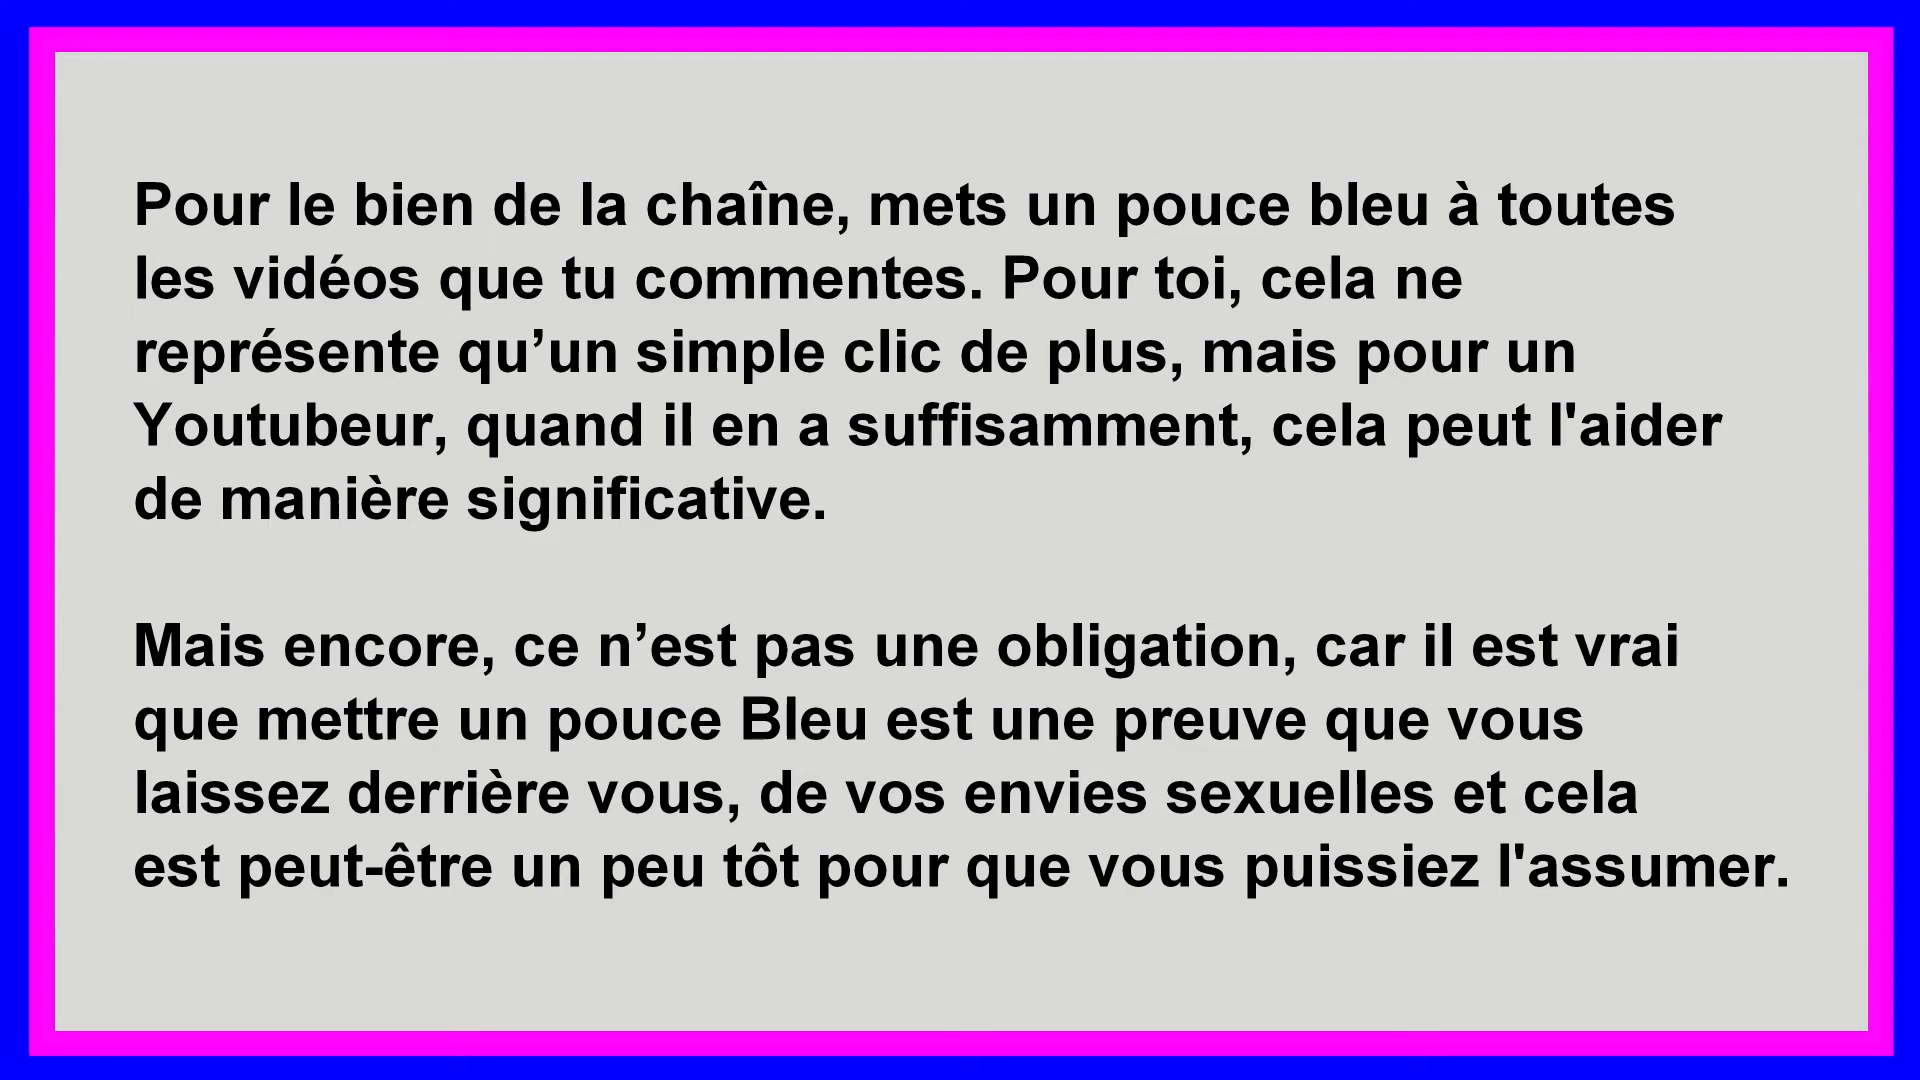 Pour le bien de la chaîne, mets un pouce bleu à toutes
les vidéos que tu commentes. Pour toi, cela ne
représente qu’un simple clic de plus, mais pour un
Youtubeur, quand il en a suffisamment, cela peut l'aider
de manière significative.
Mais encore, ce n’est pas une obligation, car il est vrai
que mettre un pouce Bleu est une preuve que vous
laissez derrière vous, de vos envies sexuelles et cela
est peut-être un peu tôt pour que vous puissiez l'assumer.